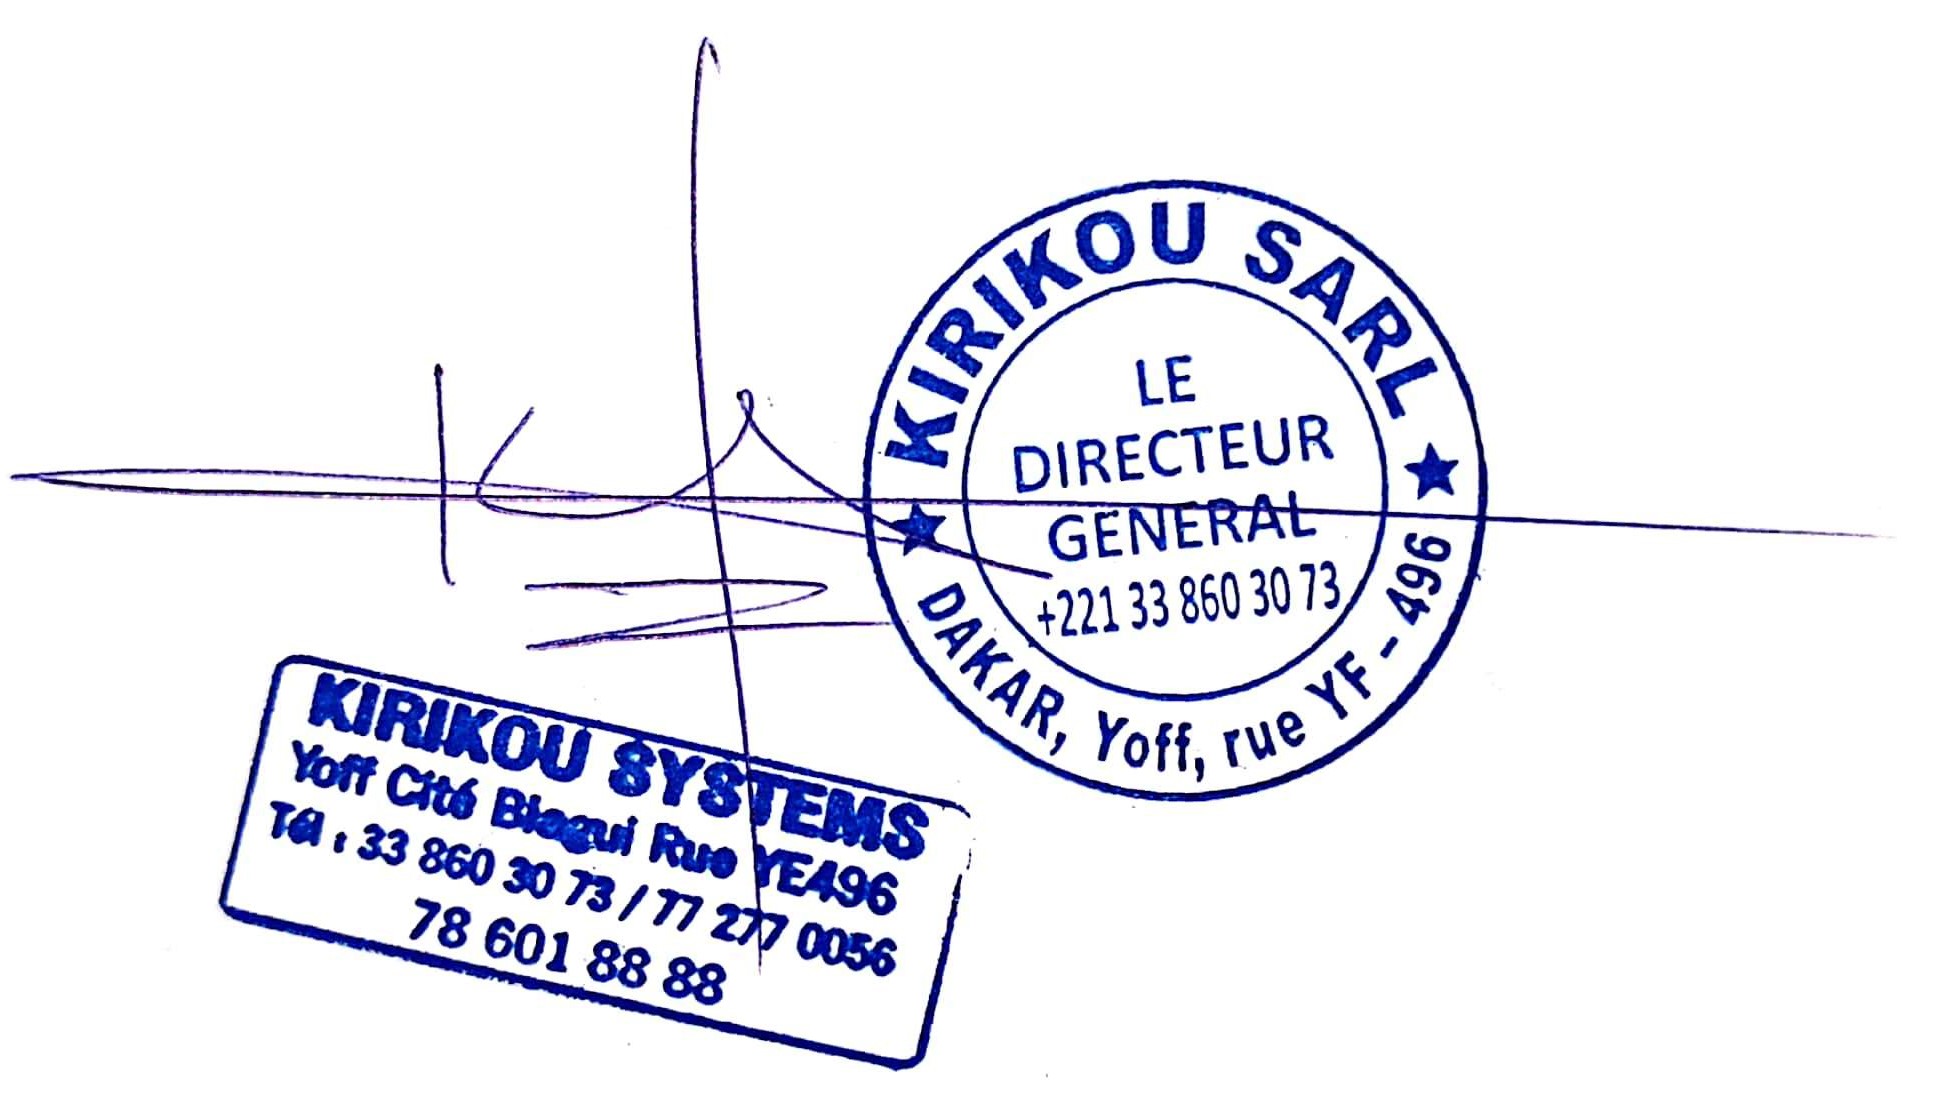 KIRIKOU SARL
LE
DIRECTEUR
GENERAL
+221 33 860 30 73
DAKAR, Yoff, rue YF - 496
KIRIKOU SYSTEMS
Yoff Cité Biagui Rue YE496
Tél : 33 860 30 73 / 77 277 0056
78 601 88 88